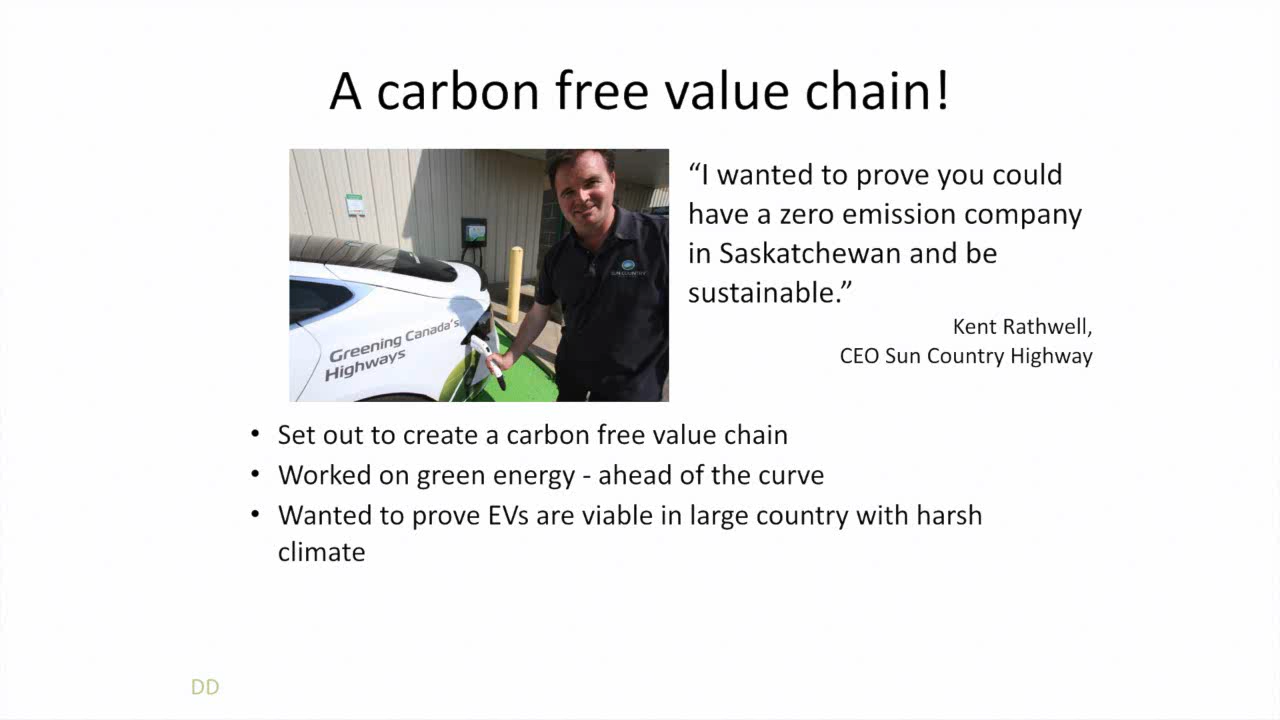 A carbon free value chain!
“I wanted to prove you could
have a zero emission company
in Saskatchewan and be
sustainable.”
Kent Rathwell,
CEO Sun Country Highway
SUN COUNTRY
Greening Canada's
Highways
• Set out to create a carbon free value chain
• Worked on green energy - ahead of the curve
• Wanted to prove EVs are viable in large country with harsh
climate
DD